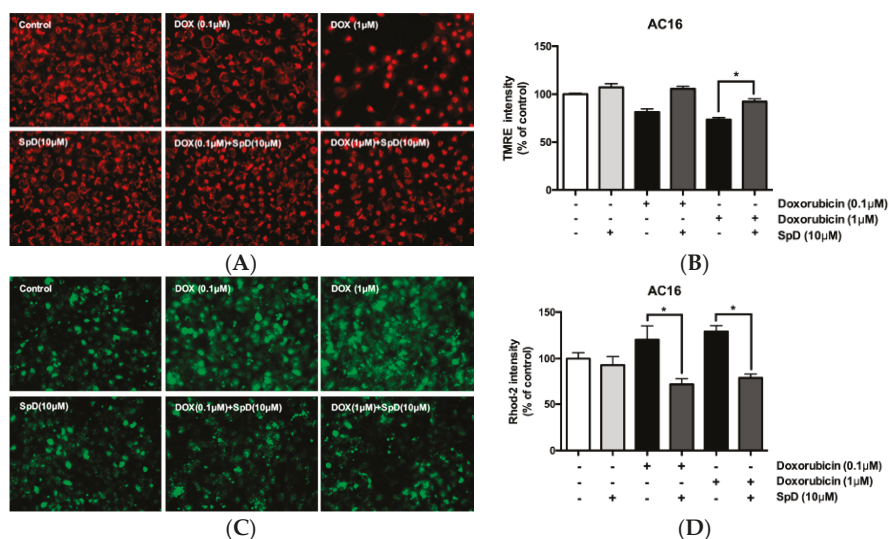 Control
DOX (0.1µM)
DOX (1µM)
SpD(10µM)
DOX(0.1µM)+SpD(10µM)
DOX(1µM)+SpD(10µM)
(A)
AC16
TMRE intensity
(% of control)
150
100
50
0
*
- - + + - - Doxorubicin (0.1µM)
- - - - + + Doxorubicin (1µM)
- + - + - + SpD (10µM)
(B)
Control
DOX (0.1µM)
DOX (1µM)
SpD(10µM)
DOX(0.1µM)+SpD(10µM)
DOX(1µM)+SpD(10µM)
(C)
AC16
Rhod-2 intensity
(% of control)
150
100
50
0
* *
- - + + - - Doxorubicin (0.1µM)
- - - - + + Doxorubicin (1µM)
- + - + - + SpD (10µM)
(D)